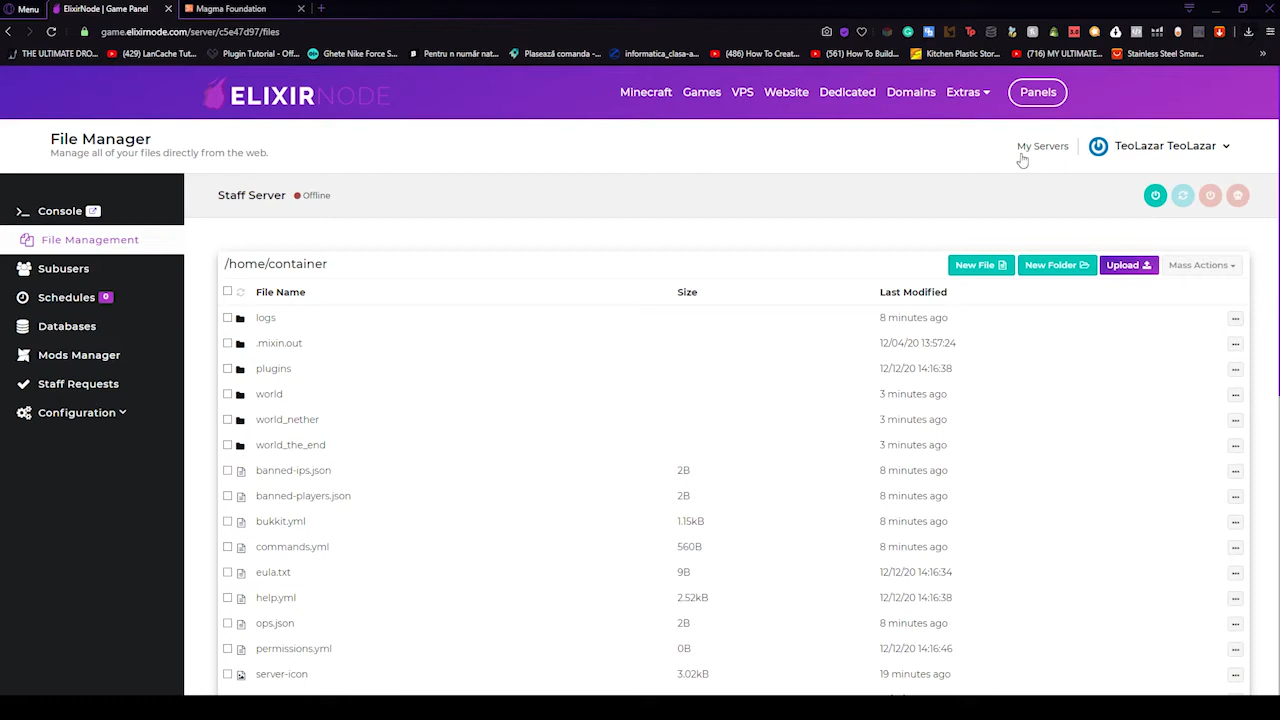 Menu
ElixirNode | Game Panel
Magma Foundation
game.elixirnode.com/server/c5e47d97/files
THE ULTIMATE DRO...
(429) LanCache Tut...
Plugin Tutorial - Off...
Ghete Nike Force S...
Pentru n număr nat...
Plasează comanda -...
informatica_clasa-a...
(486) How To Creat...
(561) How To Build...
Kitchen Plastic Stor...
(716) MY ULTIMATE...
Stainless Steel Smar...
ELIXIRNODE
Minecraft Games VPS Website Dedicated Domains Extras Panels
File Manager
Manage all of your files directly from the web.
My Servers
TeoLazar TeoLazar
Console
File Management
Subusers
Schedules 0
Databases
Mods Manager
Staff Requests
Configuration
Staff Server Offline
/home/container
New File New Folder Upload Mass Actions
File Name Size Last Modified
logs 8 minutes ago
.mixin.out 12/04/20 13:57:24
plugins 12/12/20 14:16:38
world 3 minutes ago
world_nether 3 minutes ago
world_the_end 3 minutes ago
banned-ips.json 2B 8 minutes ago
banned-players.json 2B 8 minutes ago
bukkit.yml 1.15kB 8 minutes ago
commands.yml 560B 8 minutes ago
eula.txt 9B 12/12/20 14:16:34
help.yml 2.52kB 12/12/20 14:16:38
ops.json 2B 8 minutes ago
permissions.yml 0B 12/12/20 14:16:46
server-icon 3.02kB 19 minutes ago